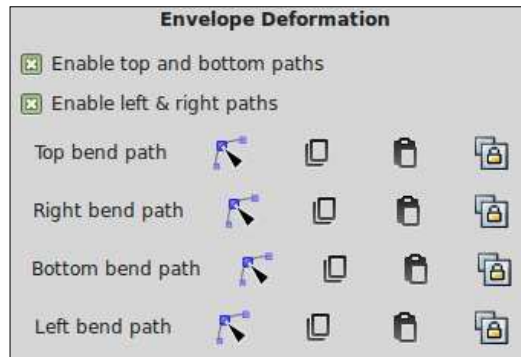 Envelope Deformation
Enable top and bottom paths
Enable left & right paths
Top bend path
Right bend path
Bottom bend path
Left bend path